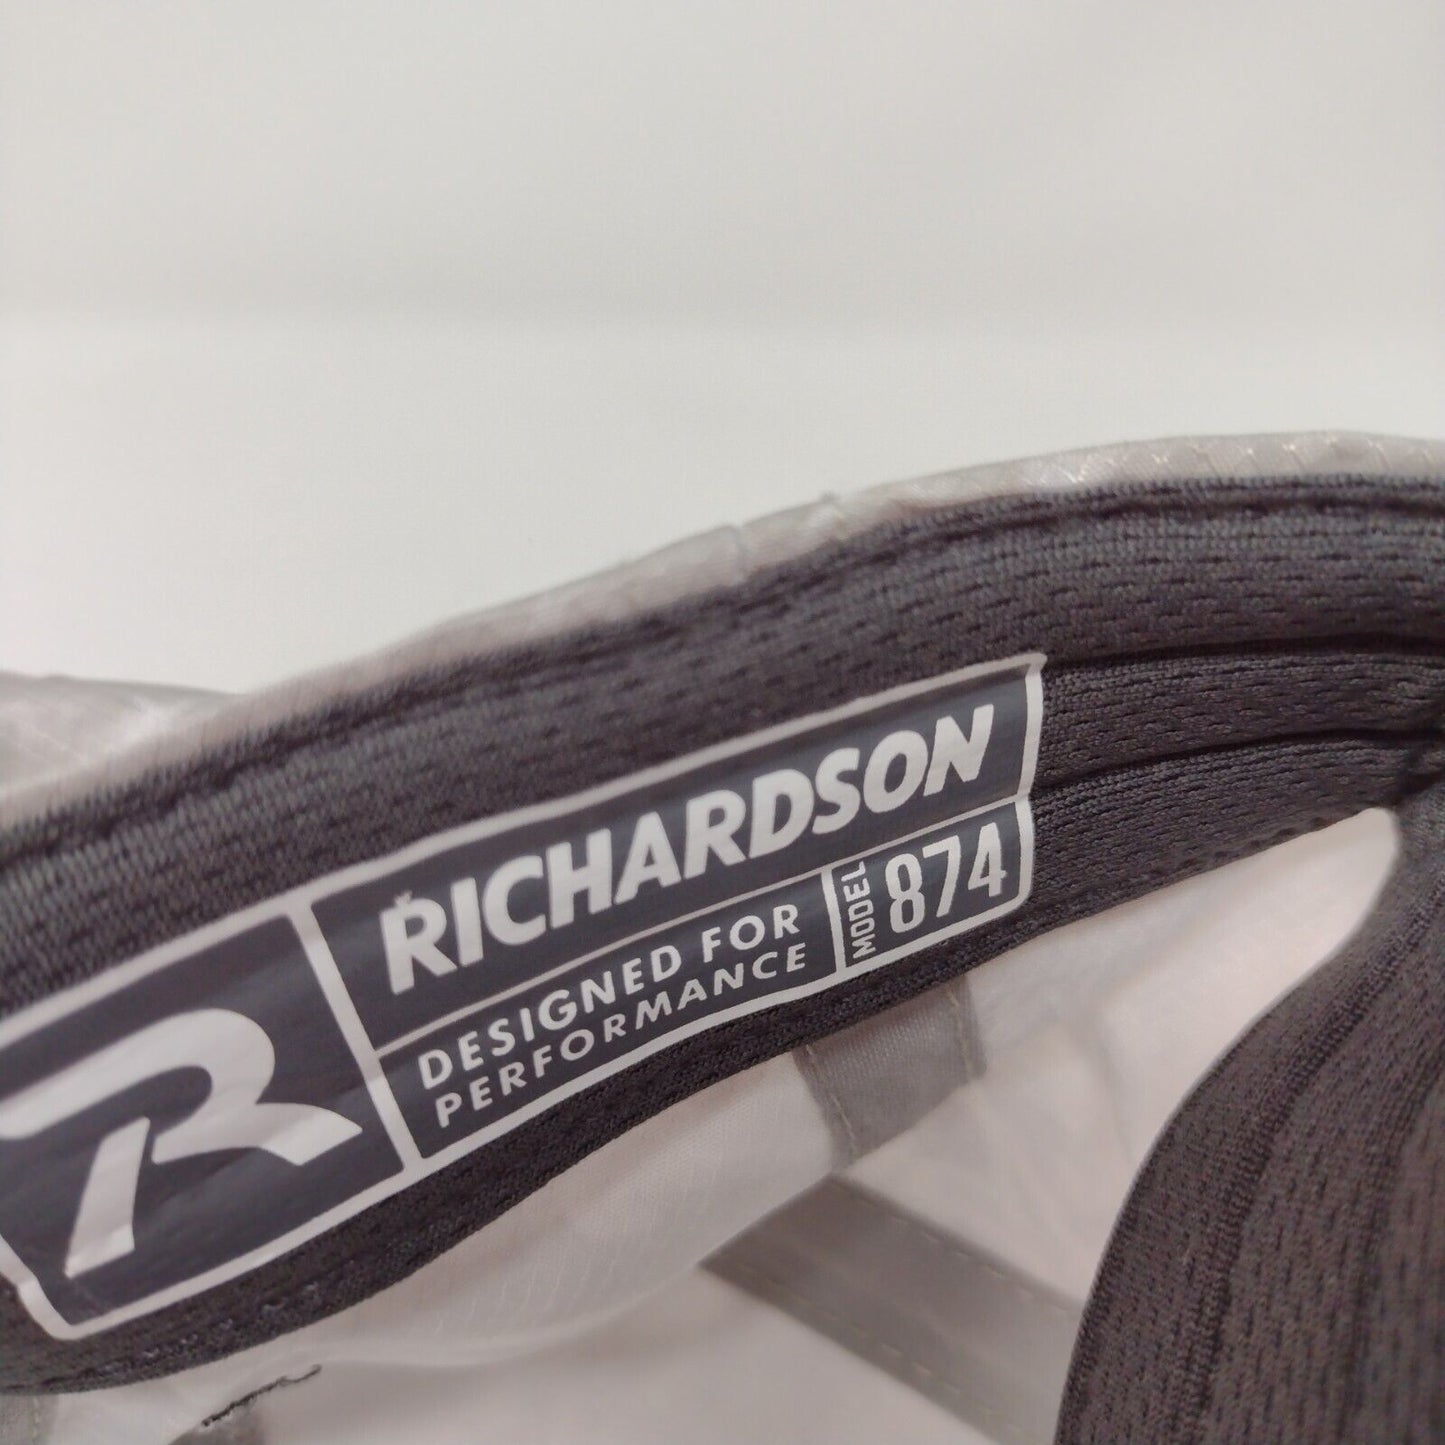 R
RICHARDSON
DESIGNED FOR
PERFORMANCE
MODEL
874